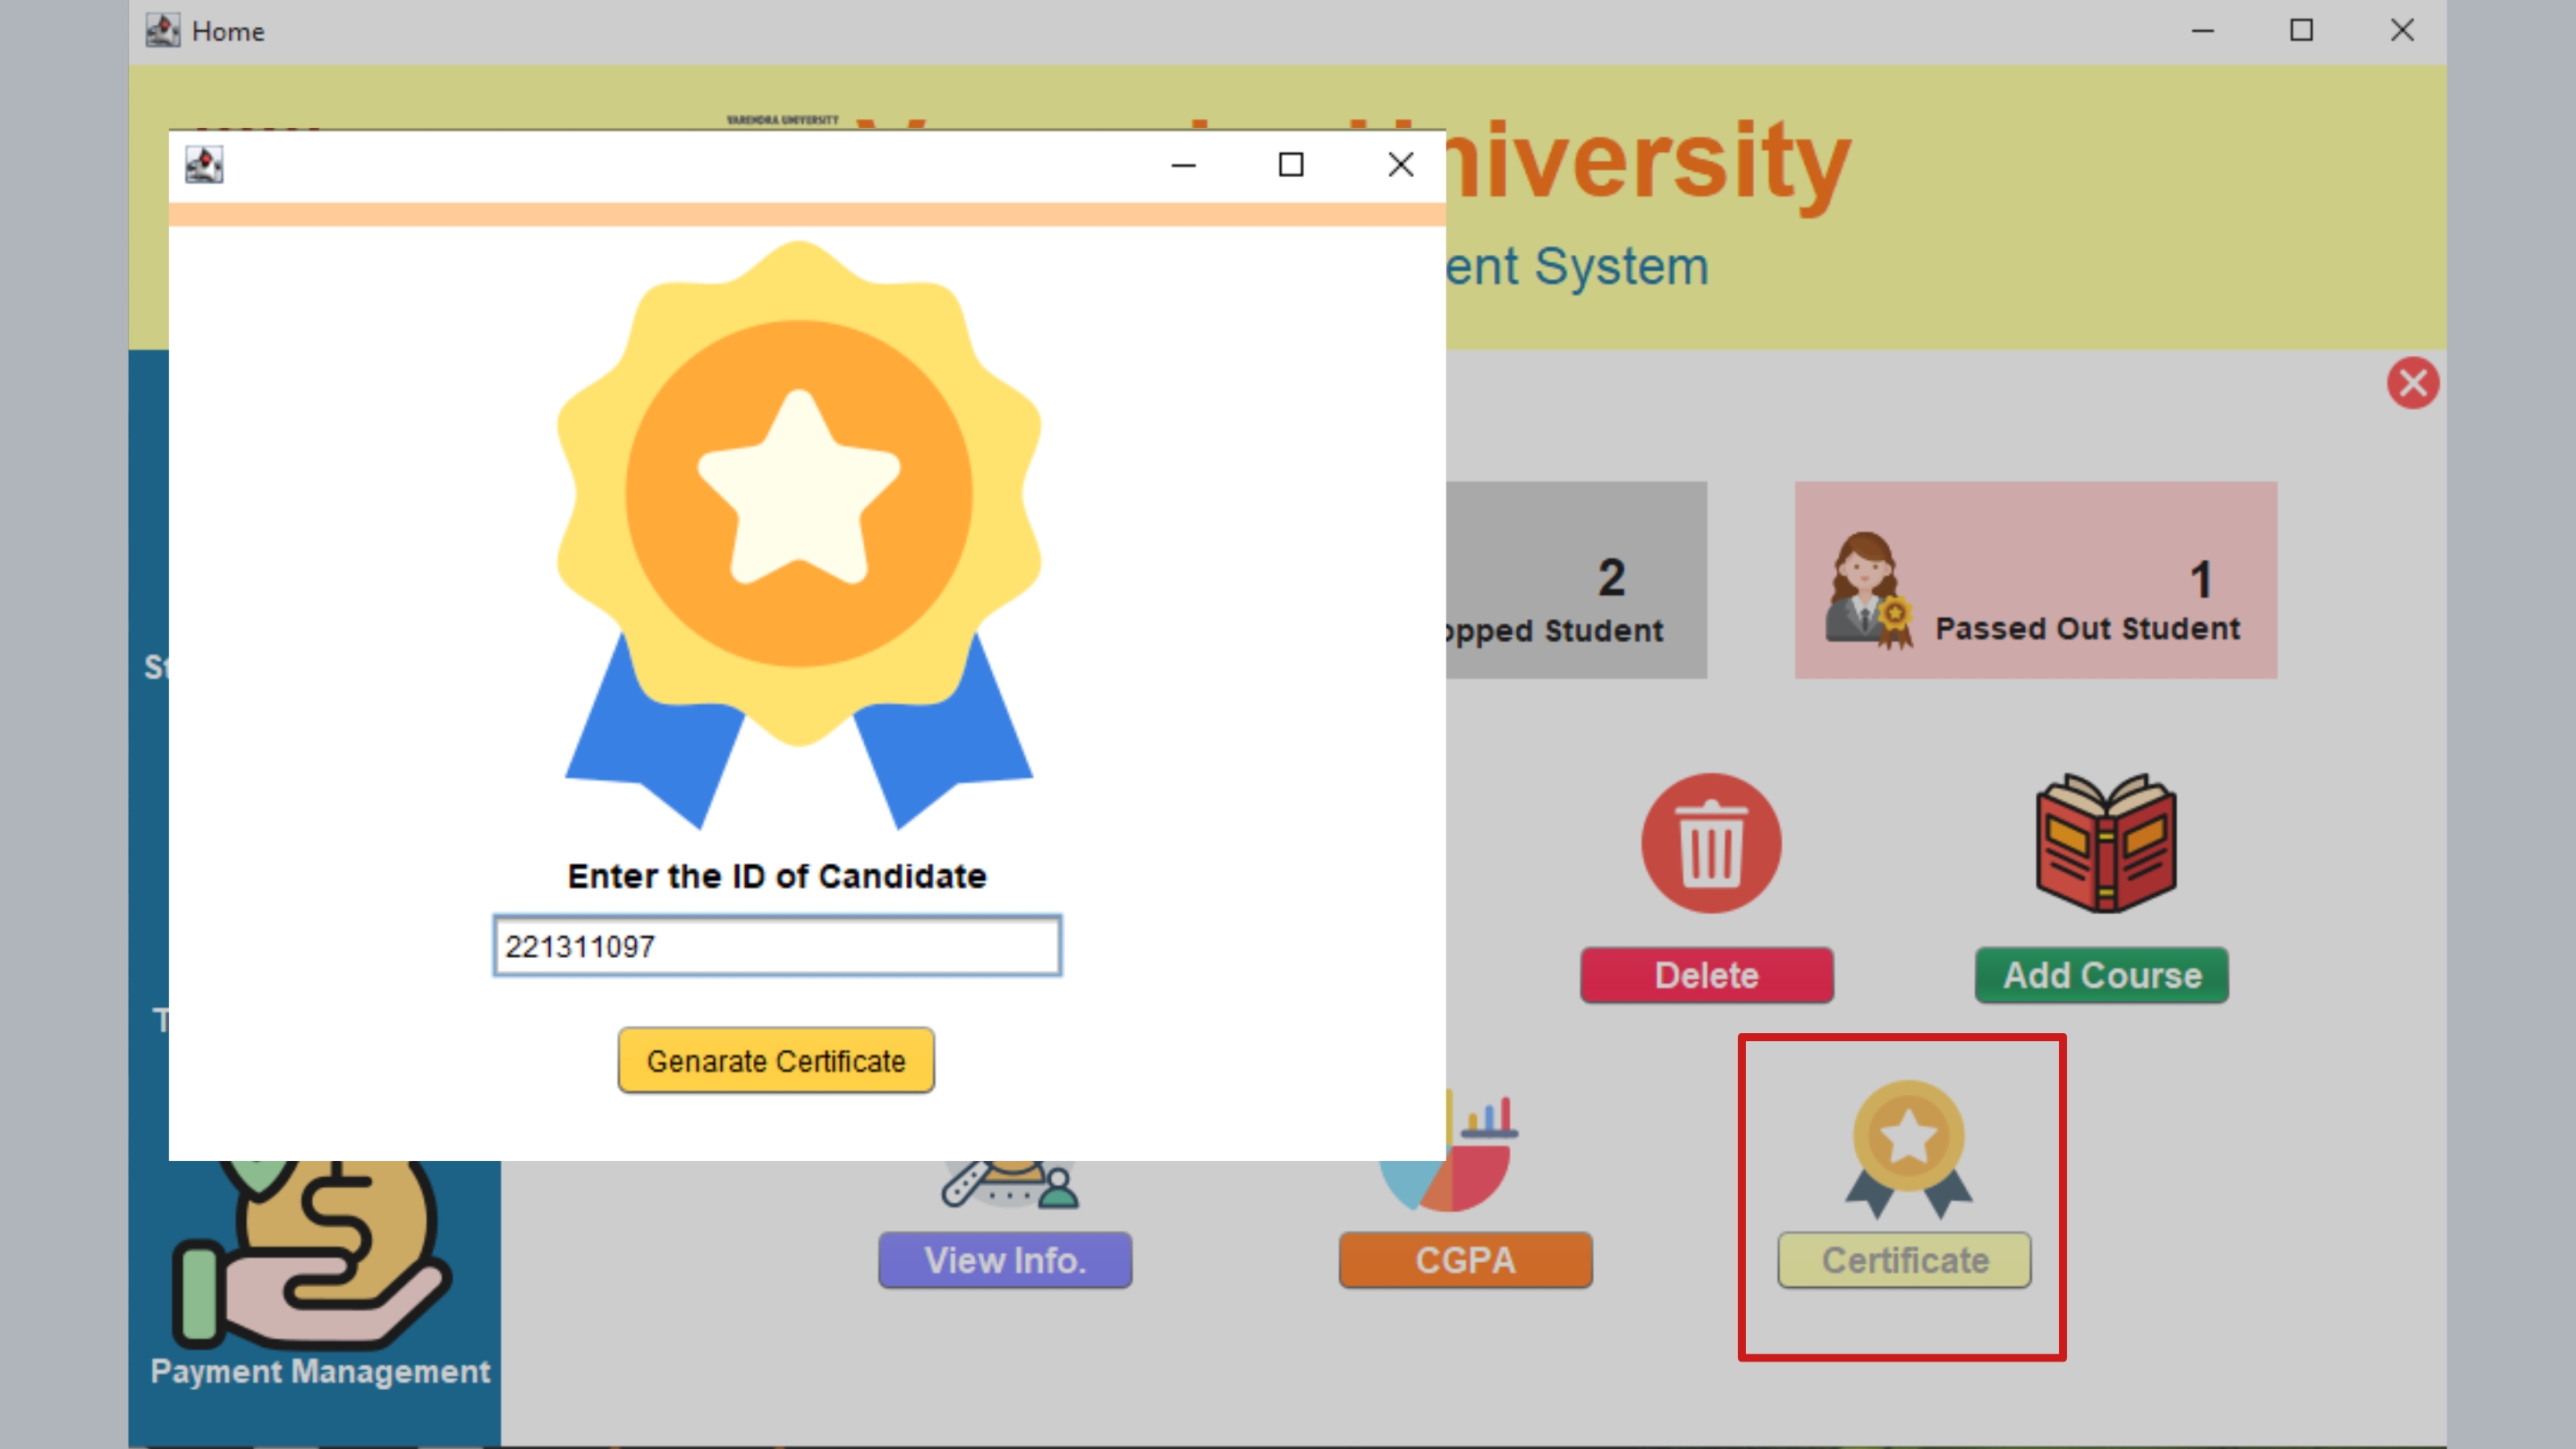 Home
VARENDRA UNIVERSITY
niversity
ent System
2
opped Student
1
Passed Out Student
Enter the ID of Candidate
221311097
Genarate Certificate
Delete
Add Course
St
T
View Info.
CGPA
Certificate
Payment Management